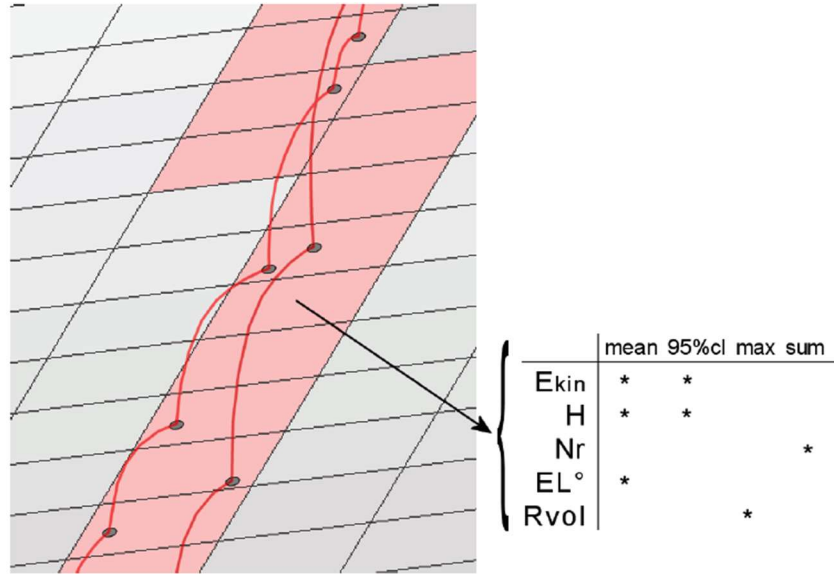 mean 95%cl max sum
Ekin * *
H * *
Nr *
EL° *
Rvol *